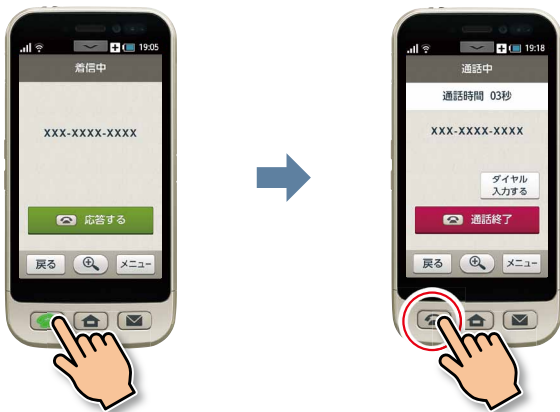 19:05
着信中
XXX-XXXX-XXXX
応答する
戻る
メニュー
19:18
通話中
通話時間 03秒
XXX-XXXX-XXXX
ダイヤル
入力する
通話終了
戻る
メニュー